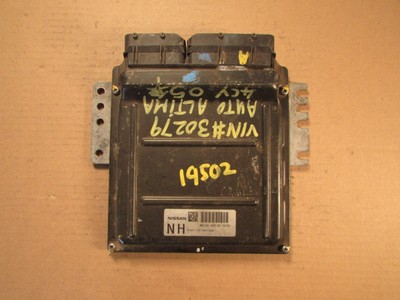 A
4CY 05
AUTO ALTIMA
VIN#30279
19502
NISSAN
NH